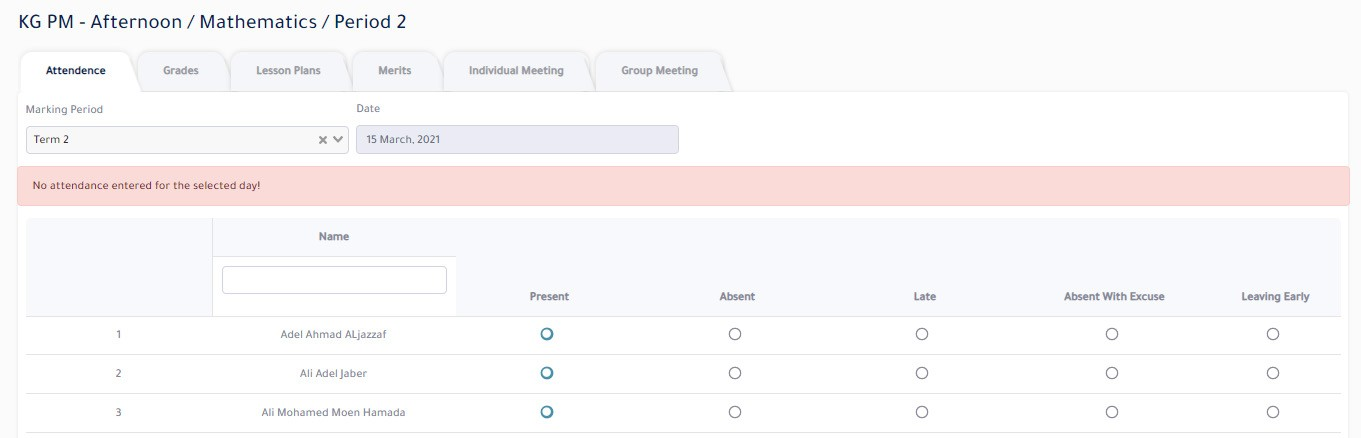 KG PM - Afternoon / Mathematics / Period 2
Attendence Grades Lesson Plans Merits Individual Meeting Group Meeting
Marking Period Date
Term 2 15 March, 2021
No attendance entered for the selected day!
Name
Present Absent Late Absent With Excuse Leaving Early
1 Adel Ahmad ALjazzaf
2 Ali Adel Jaber
3 Ali Mohamed Moen Hamada